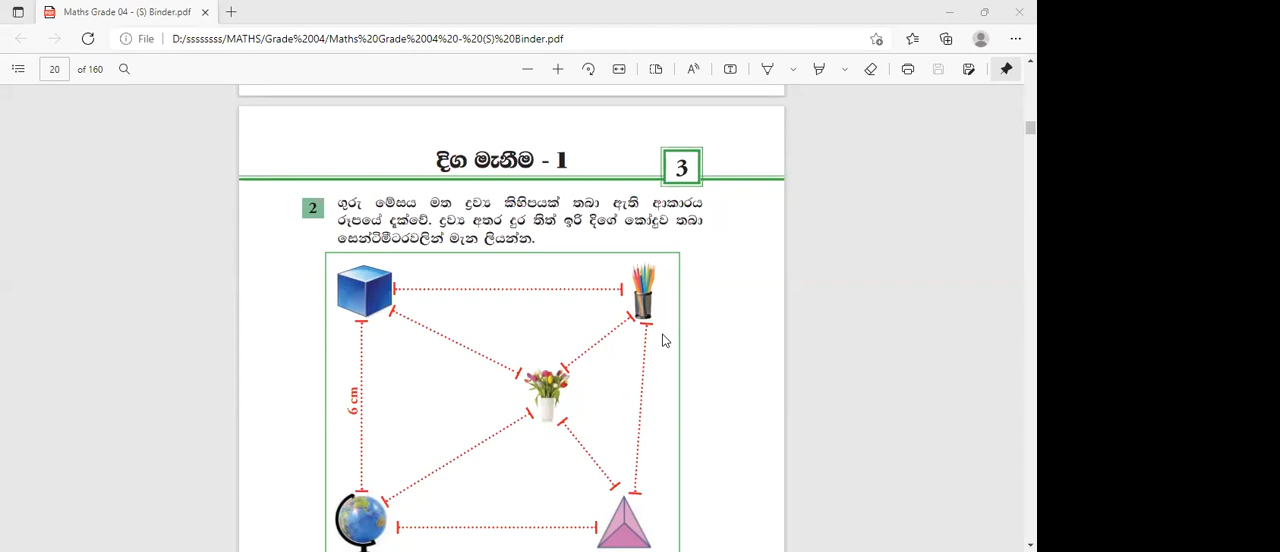 Maths Grade 04 - (S) Binder.pdf
File
D:/ssssssss/MATHS/Grade%2004/Maths%20Grade%2004%20-%20(S)%20Binder.pdf
20 of 160
දිග මැනීම - 1
3
2 ගුරු මේසය මත ද්‍රව්‍ය කිහිපයක් තබා ඇති ආකාරය
රූපයේ දැක්වේ. ද්‍රව්‍ය අතර දුර තිත් ඉරි දිගේ කෝදුව තබා
සෙන්ටිමීටරවලින් මැන ලියන්න.
6 cm